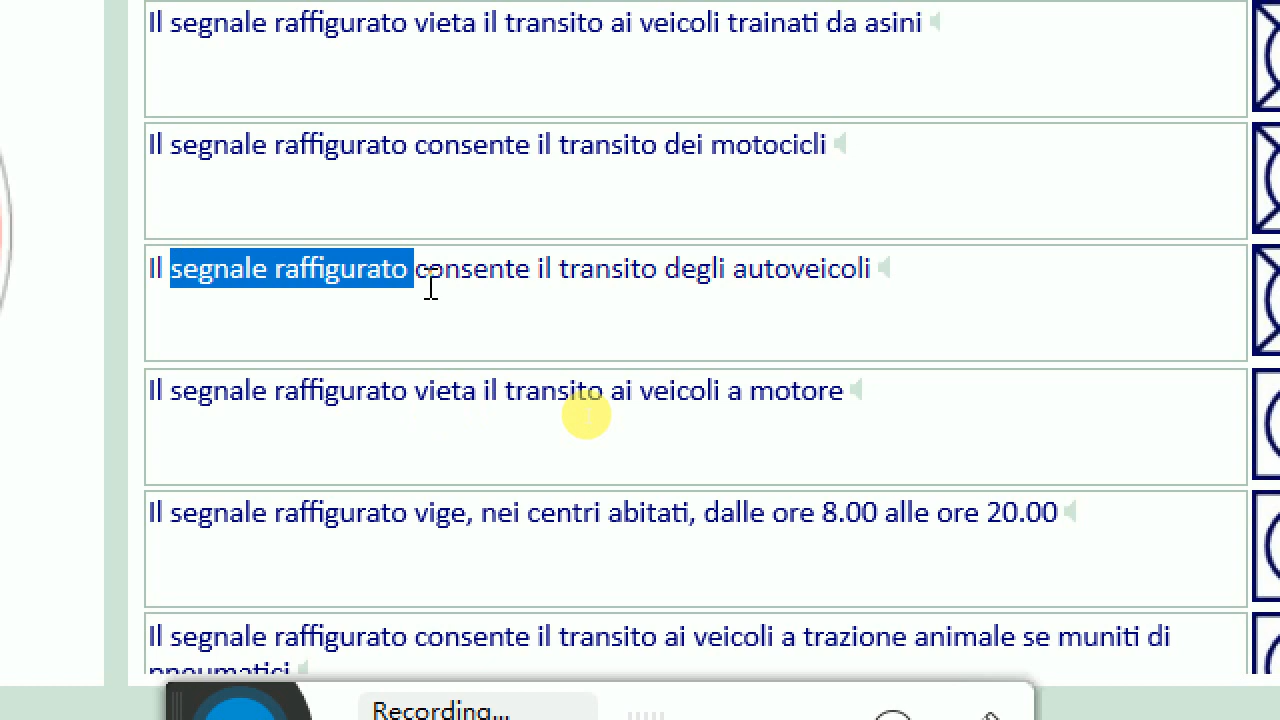 Il segnale raffigurato vieta il transito ai veicoli trainati da asini
Il segnale raffigurato consente il transito dei motocicli
Il segnale raffigurato consente il transito degli autoveicoli
Il segnale raffigurato vieta il transito ai veicoli a motore
Il segnale raffigurato vige, nei centri abitati, dalle ore 8.00 alle ore 20.00
Il segnale raffigurato consente il transito ai veicoli a trazione animale se muniti di
pneumatici
Recording...